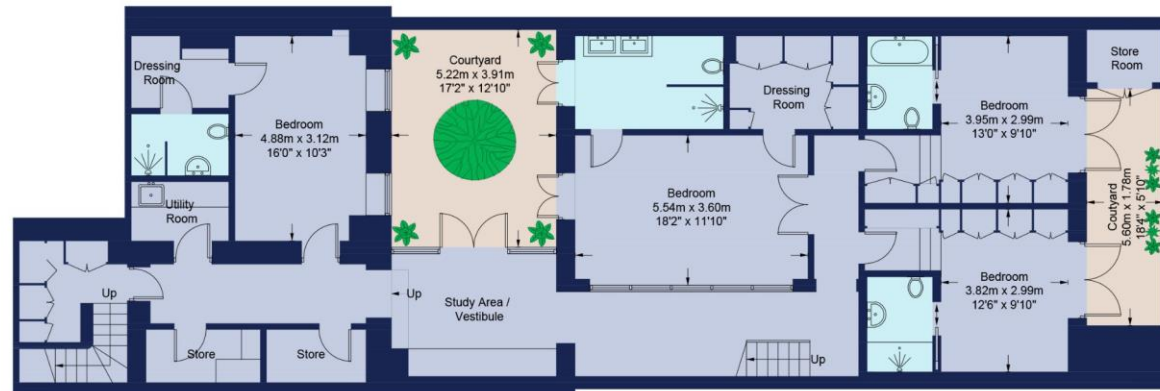 Dressing
Room
Bedroom
4.88m x 3.12m
16'0" x 10'3"
Utility
Room
Up
Store
Store
Courtyard
5.22m x 3.91m
17'2" x 12'10"
Up
Study Area /
Vestibule
Dressing
Room
Bedroom
5.54m x 3.60m
18'2" x 11'10"
Up
Bedroom
3.95m x 2.99m
13'0" x 9'10"
Bedroom
3.82m x 2.99m
12'6" x 9'10"
Store
Room
Coutyard
5.60m x 1.78m
18'4" x 5'10"